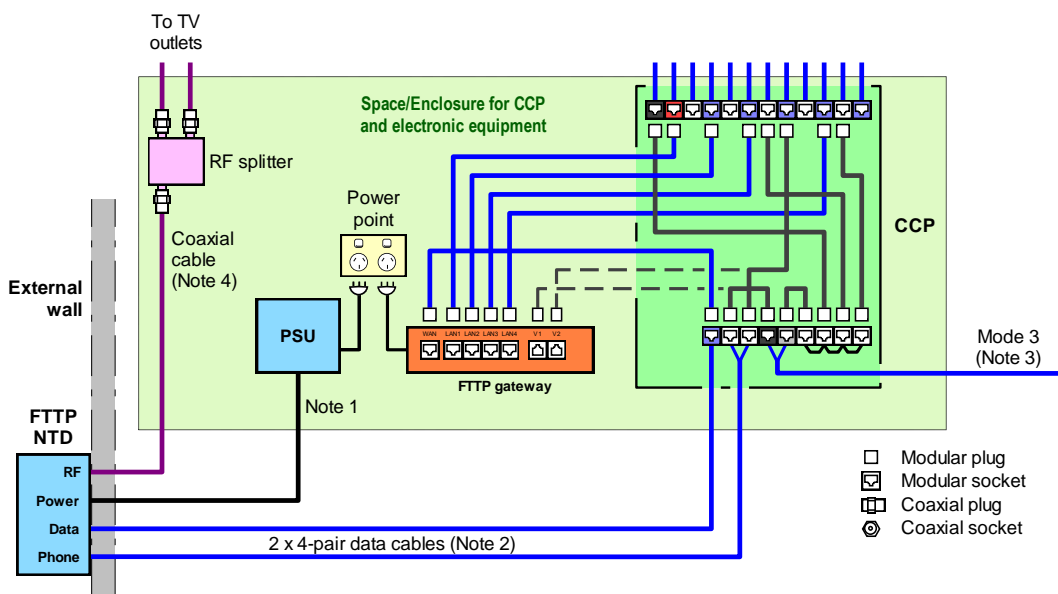 To TV
outlets
Space/Enclosure for CCP
and electronic equipment
RF splitter
Power
point
CCP
Coaxial
cable
(Note 4)
External
wall
PSU
WAN LAN1 LAN2 LAN3 LAN4 V1 V2
FTTP gateway
Mode 3
(Note 3)
Note 1
FTTP
NTD
RF
Power
Data
Phone
2 x 4-pair data cables (Note 2)
Modular plug
Modular socket
Coaxial plug
Coaxial socket